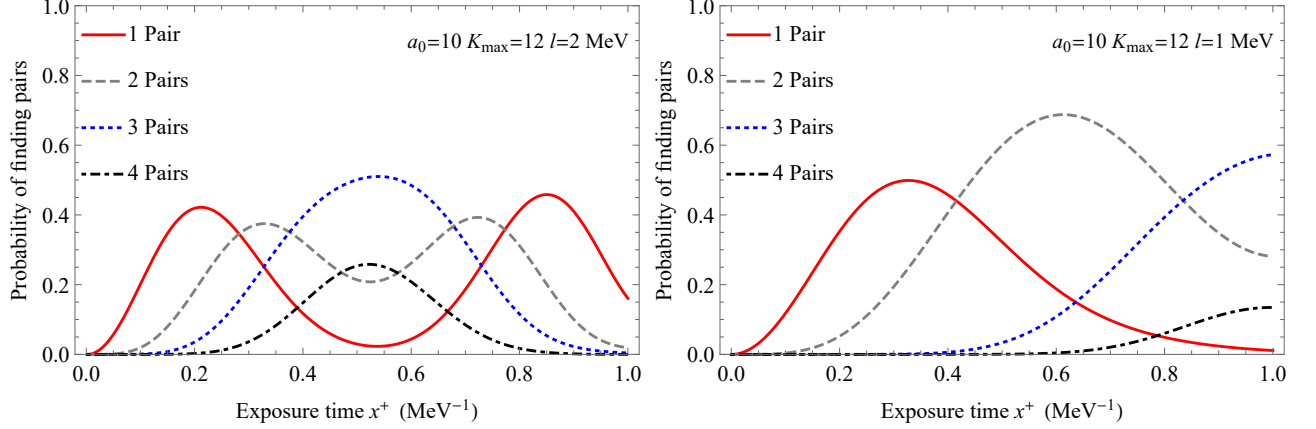 1 Pair
2 Pairs
3 Pairs
4 Pairs
a₀=10 Kₘₐₓ=12 l=2 MeV
Probability of finding pairs
1.0
0.8
0.6
0.4
0.2
0.0
0.0 0.2 0.4 0.6 0.8 1.0
Exposure time x⁺ (MeV⁻¹)
1 Pair
2 Pairs
3 Pairs
4 Pairs
a₀=10 Kₘₐₓ=12 l=1 MeV
Probability of finding pairs
1.0
0.8
0.6
0.4
0.2
0.0
0.0 0.2 0.4 0.6 0.8 1.0
Exposure time x⁺ (MeV⁻¹)